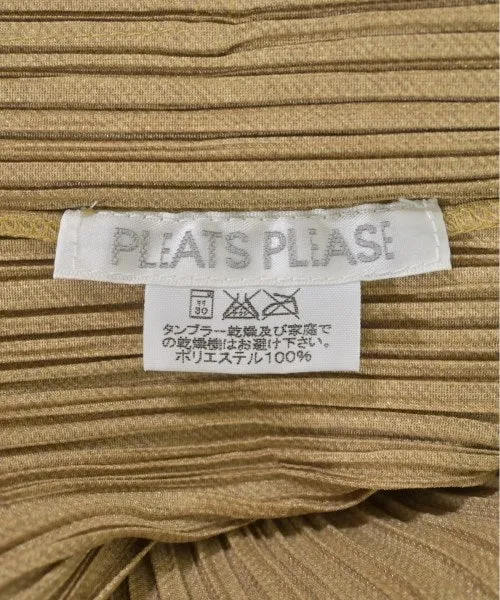 PLEATS PLEASE
弱
30
タンブラー乾燥及び家庭で
の乾燥機はお避け下さい。
ポリエステル100%